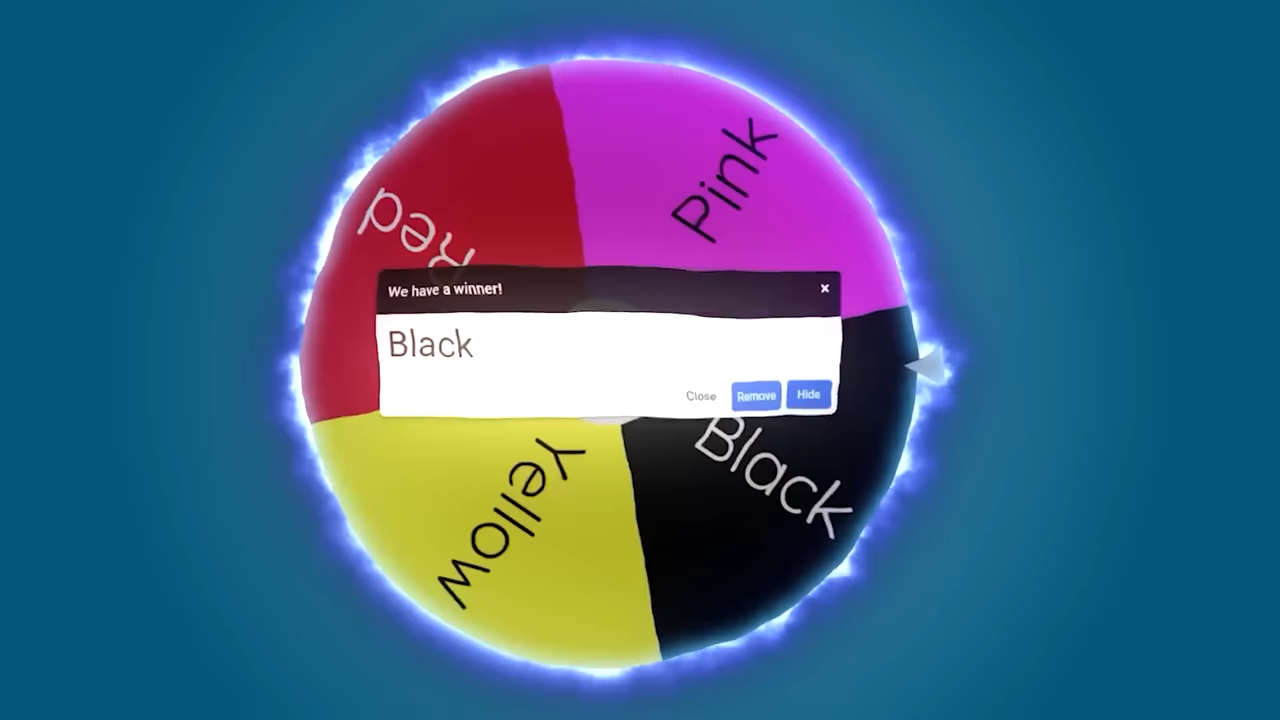 Pink
Red
We have a winner!
×
Black
Close
Remove
Hide
Black
Yellow